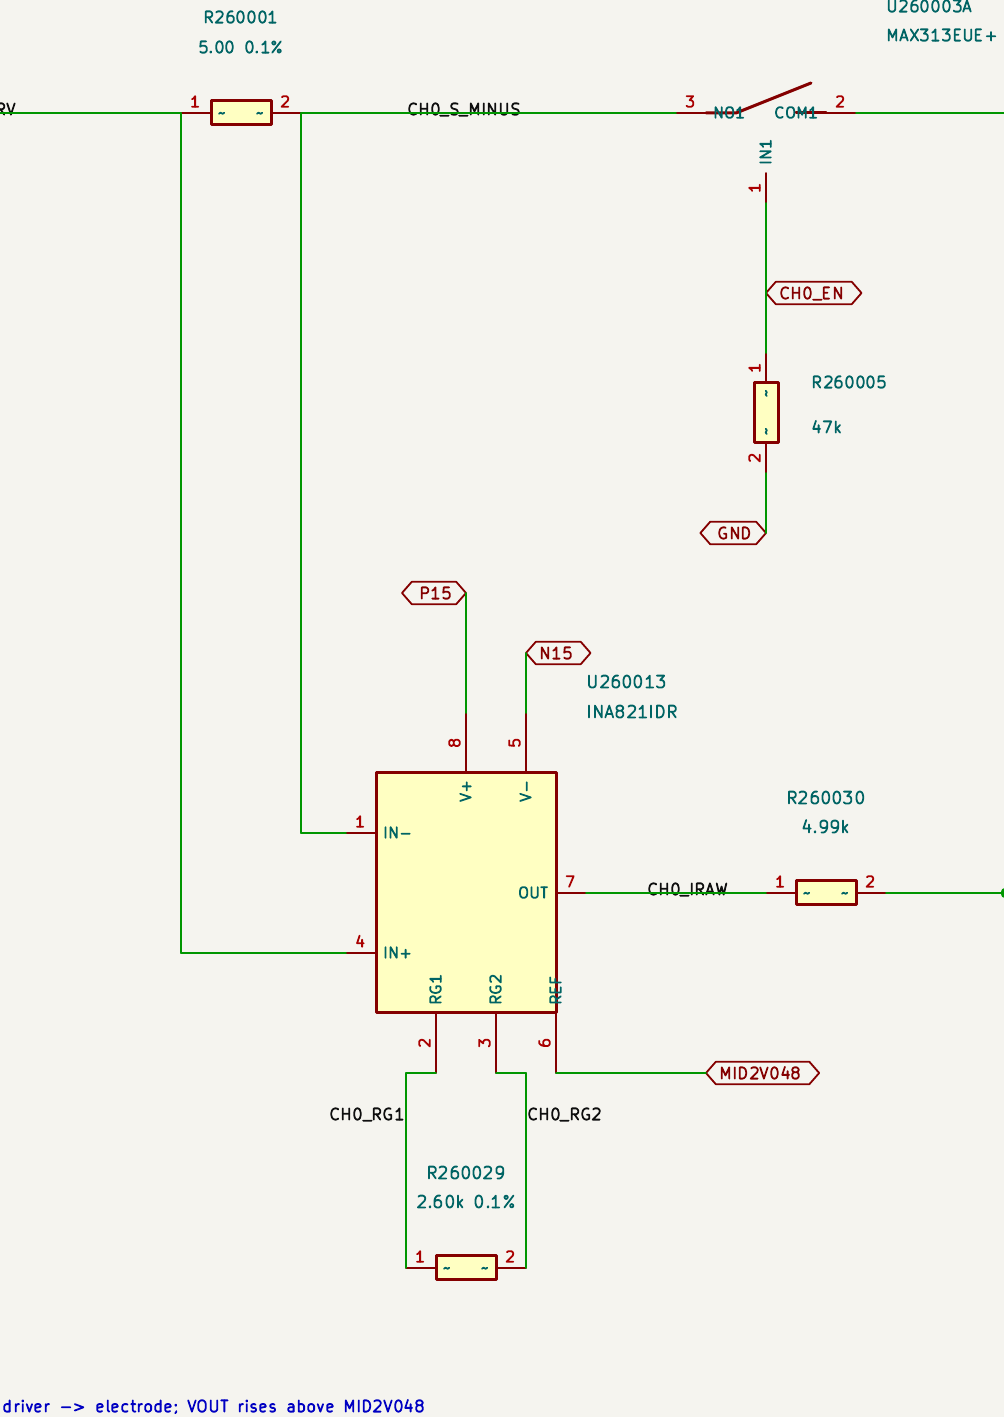 R260001
5.00 0.1%
U260003A
MAX313EUE+
RV
1
~ ~
2
CH0_S_MINUS
3
NO1
COM1
2
IN1
1
CH0_EN
1
~ ~
2
R260005
47k
GND
P15
N15
U260013
INA821IDR
8
5
V+
V-
1
IN-
OUT
7
CH0_IRAW
R260030
4.99k
1
~ ~
2
4
IN+
RG1
RG2
REF
2
3
6
MID2V048
CH0_RG1
CH0_RG2
R260029
2.60k 0.1%
1
~ ~
2
driver -> electrode; VOUT rises above MID2V048